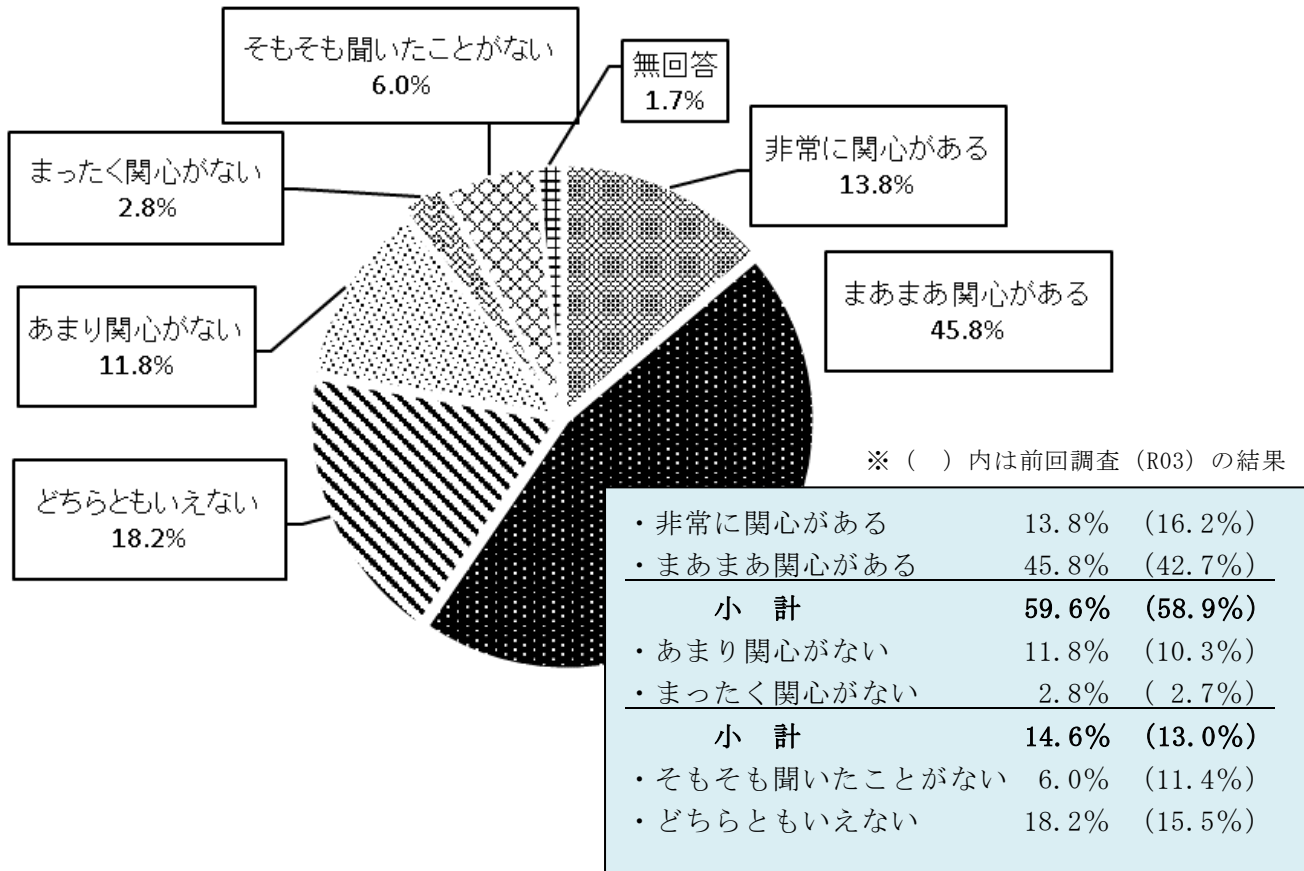 そもそも聞いたことがない
6.0%
無回答
1.7%
非常に関心がある
13.8%
まったく関心がない
2.8%
まあまあ関心がある
45.8%
あまり関心がない
11.8%
どちらともいえない
18.2%
※（　）内は前回調査（R03）の結果
・非常に関心がある 13.8% (16.2%)
・まあまあ関心がある 45.8% (42.7%)
小　計 59.6% (58.9%)
・あまり関心がない 11.8% (10.3%)
・まったく関心がない 2.8% ( 2.7%)
小　計 14.6% (13.0%)
・そもそも聞いたことがない 6.0% (11.4%)
・どちらともいえない 18.2% (15.5%)